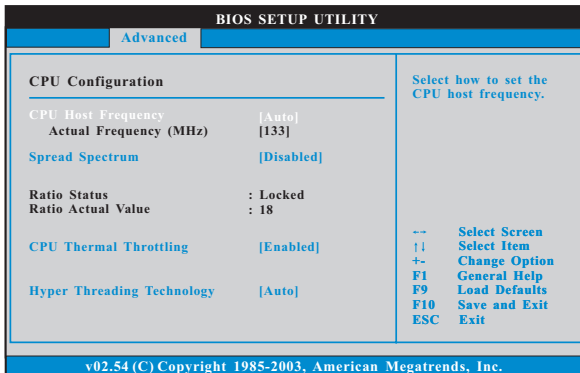 BIOS SETUP UTILITY
Advanced
CPU Configuration
CPU Host Frequency [Auto]
Actual Frequency (MHz) [133]
Spread Spectrum [Disabled]
Ratio Status : Locked
Ratio Actual Value : 18
CPU Thermal Throttling [Enabled]
Hyper Threading Technology [Auto]
Select how to set the
CPU host frequency.
←→ Select Screen
↑↓ Select Item
+- Change Option
F1 General Help
F9 Load Defaults
F10 Save and Exit
ESC Exit
v02.54 (C) Copyright 1985-2003, American Megatrends, Inc.